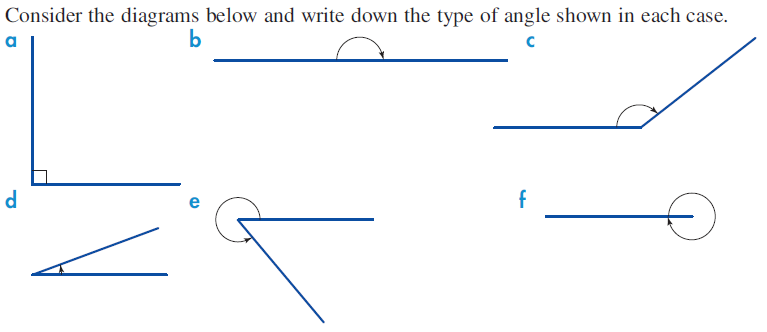 Consider the diagrams below and write down the type of angle shown in each case.
a
b
c
d
e
f